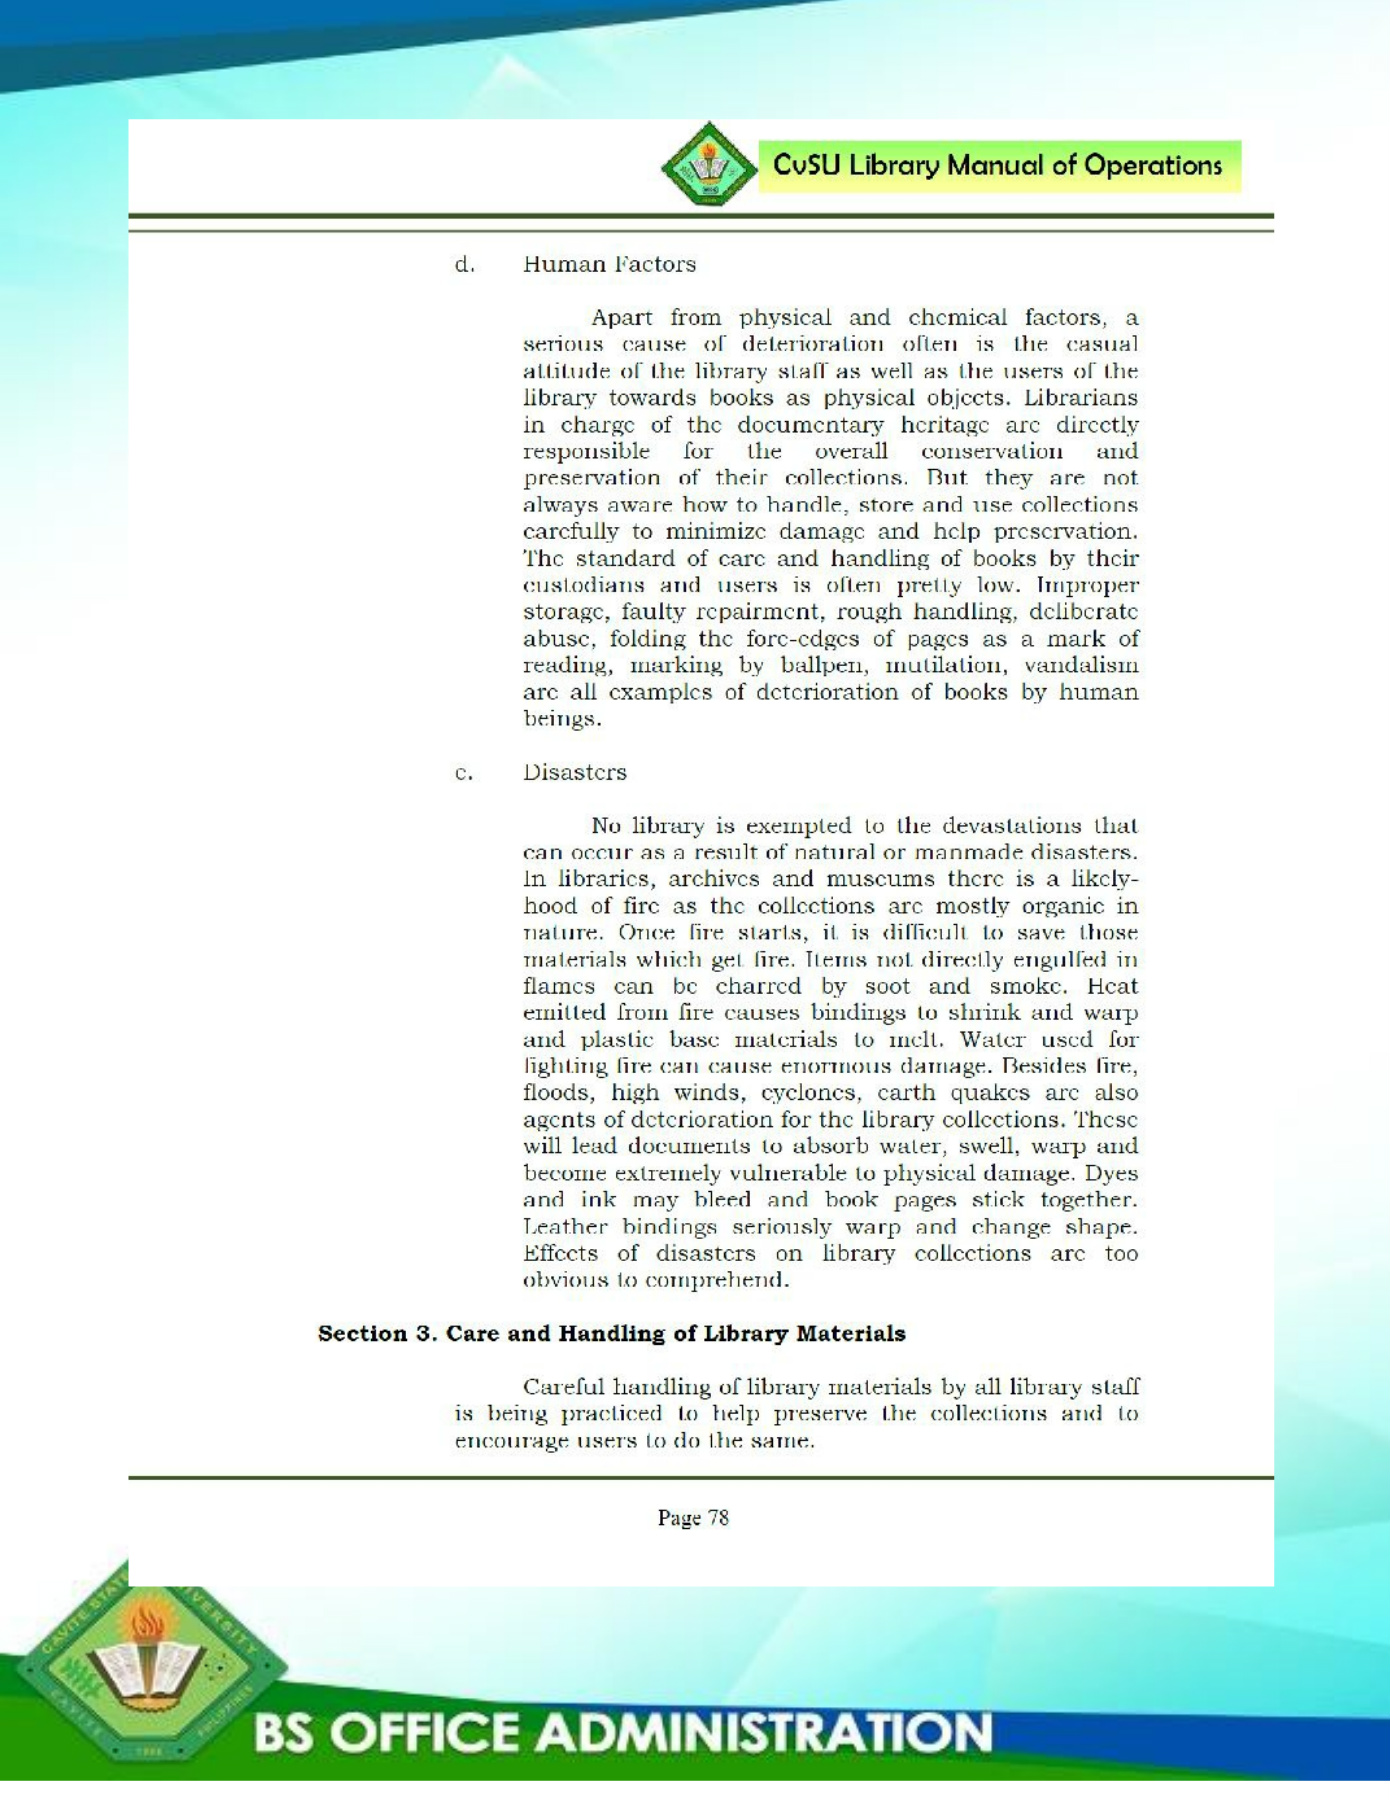 CvSU Library Manual of Operations
d. Human Factors
Apart from physical and chemical factors, a
serious cause of deterioration often is the casual
attitude of the library staff as well as the users of the
library towards books as physical objects. Librarians
in charge of the documentary heritage are directly
responsible for the overall conservation and
preservation of their collections. But they are not
always aware how to handle, store and use collections
carefully to minimize damage and help preservation.
The standard of care and handling of books by their
custodians and users is often pretty low. Improper
storage, faulty repairment, rough handling, deliberate
abuse, folding the fore-edges of pages as a mark of
reading, marking by ballpen, mutilation, vandalism
are all examples of deterioration of books by human
beings.
e. Disasters
No library is exempted to the devastations that
can occur as a result of natural or manmade disasters.
In libraries, archives and museums there is a likely-
hood of fire as the collections are mostly organic in
nature. Once fire starts, it is difficult to save those
materials which get fire. Items not directly engulfed in
flames can be charred by soot and smoke. Heat
emitted from fire causes bindings to shrink and warp
and plastic base materials to melt. Water used for
fighting fire can cause enormous damage. Besides fire,
floods, high winds, cyclones, earth quakes are also
agents of deterioration for the library collections. These
will lead documents to absorb water, swell, warp and
become extremely vulnerable to physical damage. Dyes
and ink may bleed and book pages stick together.
Leather bindings seriously warp and change shape.
Effects of disasters on library collections are too
obvious to comprehend.
Section 3. Care and Handling of Library Materials
Careful handling of library materials by all library staff
is being practiced to help preserve the collections and to
encourage users to do the same.
Page 78
CAVITE STATE
CAVITE
PHILIPPINES
BS OFFICE ADMINISTRATION